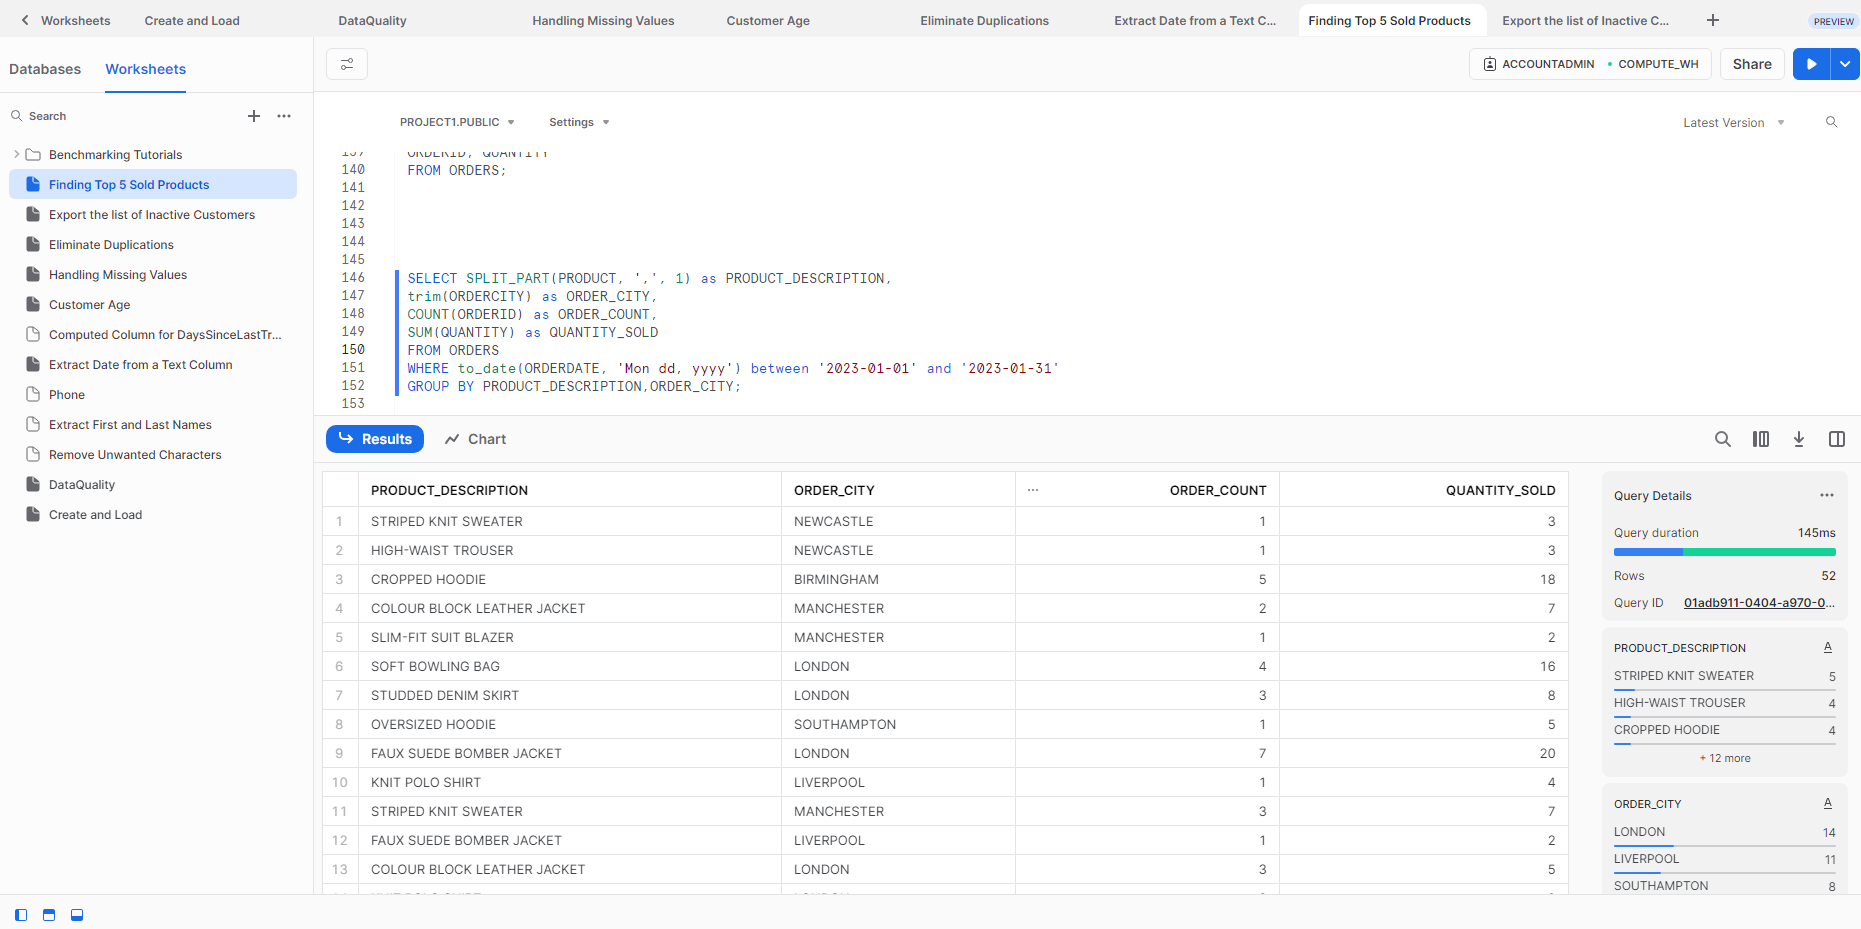 Worksheets Create and Load DataQuality Handling Missing Values Customer Age Eliminate Duplications Extract Date from a Text C... Finding Top 5 Sold Products Export the list of Inactive C... + PREVIEW
Databases Worksheets
ACCOUNTADMIN • COMPUTE_WH Share
Search
Benchmarking Tutorials
Finding Top 5 Sold Products
Export the list of Inactive Customers
Eliminate Duplications
Handling Missing Values
Customer Age
Computed Column for DaysSinceLastTr...
Extract Date from a Text Column
Phone
Extract First and Last Names
Remove Unwanted Characters
DataQuality
Create and Load
PROJECT1.PUBLIC Settings Latest Version
139 ORDERID, QUANTITY
140 FROM ORDERS;
141
142
143
144
145
146 SELECT SPLIT_PART(PRODUCT, ',', 1) as PRODUCT_DESCRIPTION,
147 trim(ORDERCITY) as ORDER_CITY,
148 COUNT(ORDERID) as ORDER_COUNT,
149 SUM(QUANTITY) as QUANTITY_SOLD
150 FROM ORDERS
151 WHERE to_date(ORDERDATE, 'Mon dd, yyyy') between '2023-01-01' and '2023-01-31'
152 GROUP BY PRODUCT_DESCRIPTION,ORDER_CITY;
153
Results Chart
PRODUCT_DESCRIPTION ORDER_CITY ... ORDER_COUNT QUANTITY_SOLD
1 STRIPED KNIT SWEATER NEWCASTLE 1 3
2 HIGH-WAIST TROUSER NEWCASTLE 1 3
3 CROPPED HOODIE BIRMINGHAM 5 18
4 COLOUR BLOCK LEATHER JACKET MANCHESTER 2 7
5 SLIM-FIT SUIT BLAZER MANCHESTER 1 2
6 SOFT BOWLING BAG LONDON 4 16
7 STUDDED DENIM SKIRT LONDON 3 8
8 OVERSIZED HOODIE SOUTHAMPTON 1 5
9 FAUX SUEDE BOMBER JACKET LONDON 7 20
10 KNIT POLO SHIRT LIVERPOOL 1 4
11 STRIPED KNIT SWEATER MANCHESTER 3 7
12 FAUX SUEDE BOMBER JACKET LIVERPOOL 1 2
13 COLOUR BLOCK LEATHER JACKET LONDON 3 5
Query Details ...
Query duration 145ms
Rows 52
Query ID 01adb911-0404-a970-0...
PRODUCT_DESCRIPTION A
STRIPED KNIT SWEATER 5
HIGH-WAIST TROUSER 4
CROPPED HOODIE 4
+ 12 more
ORDER_CITY A
LONDON 14
LIVERPOOL 11
SOUTHAMPTON 8